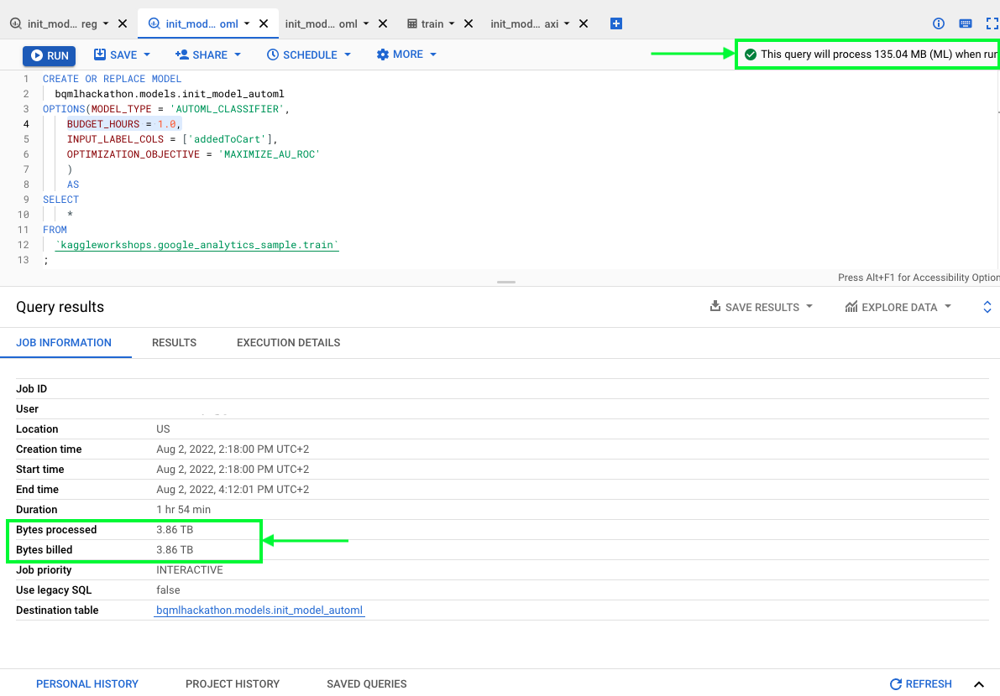 init_mod... reg
init_mod... oml
init_mod... oml
train
init_mod... axi
RUN
SAVE
SHARE
SCHEDULE
MORE
This query will process 135.04 MB (ML) when run
1 CREATE OR REPLACE MODEL
2 bqmlhackathon.models.init_model_automl
3 OPTIONS(MODEL_TYPE = 'AUTOML_CLASSIFIER',
4 BUDGET_HOURS = 1.0,
5 INPUT_LABEL_COLS = ['addedToCart'],
6 OPTIMIZATION_OBJECTIVE = 'MAXIMIZE_AU_ROC'
7 )
8 AS
9 SELECT
10 *
11 FROM
12 `kaggleworkshops.google_analytics_sample.train`
13 ;
Press Alt+F1 for Accessibility Option
Query results
SAVE RESULTS
EXPLORE DATA
JOB INFORMATION
RESULTS
EXECUTION DETAILS
Job ID
User
Location US
Creation time Aug 2, 2022, 2:18:00 PM UTC+2
Start time Aug 2, 2022, 2:18:00 PM UTC+2
End time Aug 2, 2022, 4:12:01 PM UTC+2
Duration 1 hr 54 min
Bytes processed 3.86 TB
Bytes billed 3.86 TB
Job priority INTERACTIVE
Use legacy SQL false
Destination table bqmlhackathon.models.init_model_automl
PERSONAL HISTORY
PROJECT HISTORY
SAVED QUERIES
REFRESH